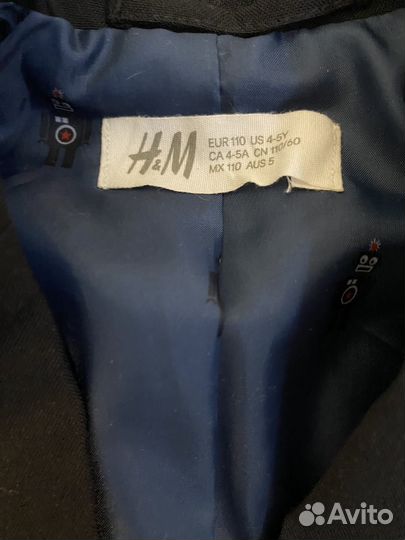 H&M
EUR 110 US 4-5Y
CA 4-5A CN 110/60
MX 110 AUS 5
Avito